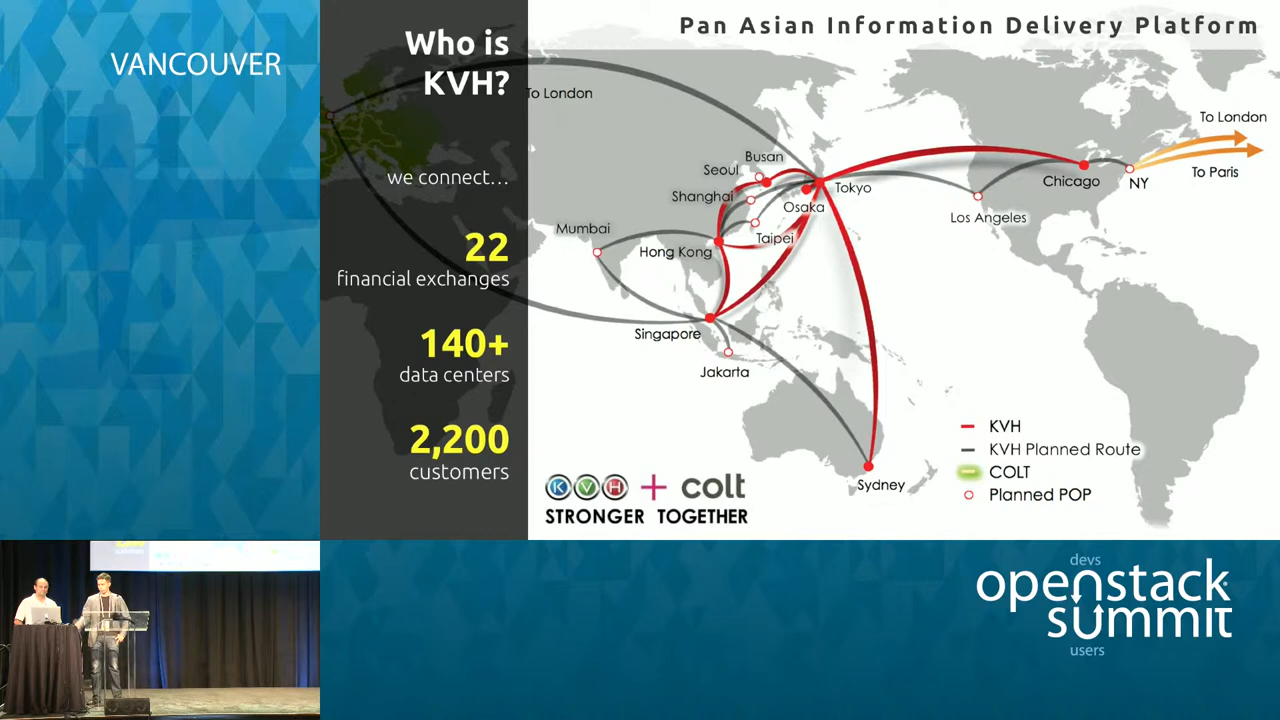 VANCOUVER
Who is
KVH?
we connect...
22
financial exchanges
140+
data centers
2,200
customers
Pan Asian Information Delivery Platform
To London
To London
To Paris
Busan
Seoul
Shanghai
Tokyo
Osaka
Chicago
NY
Los Angeles
Mumbai
Hong Kong
Taipei
Singapore
Jakarta
Sydney
KVH
KVH Planned Route
COLT
Planned POP
KVH + colt
STRONGER TOGETHER
devs
openstack
summit
users